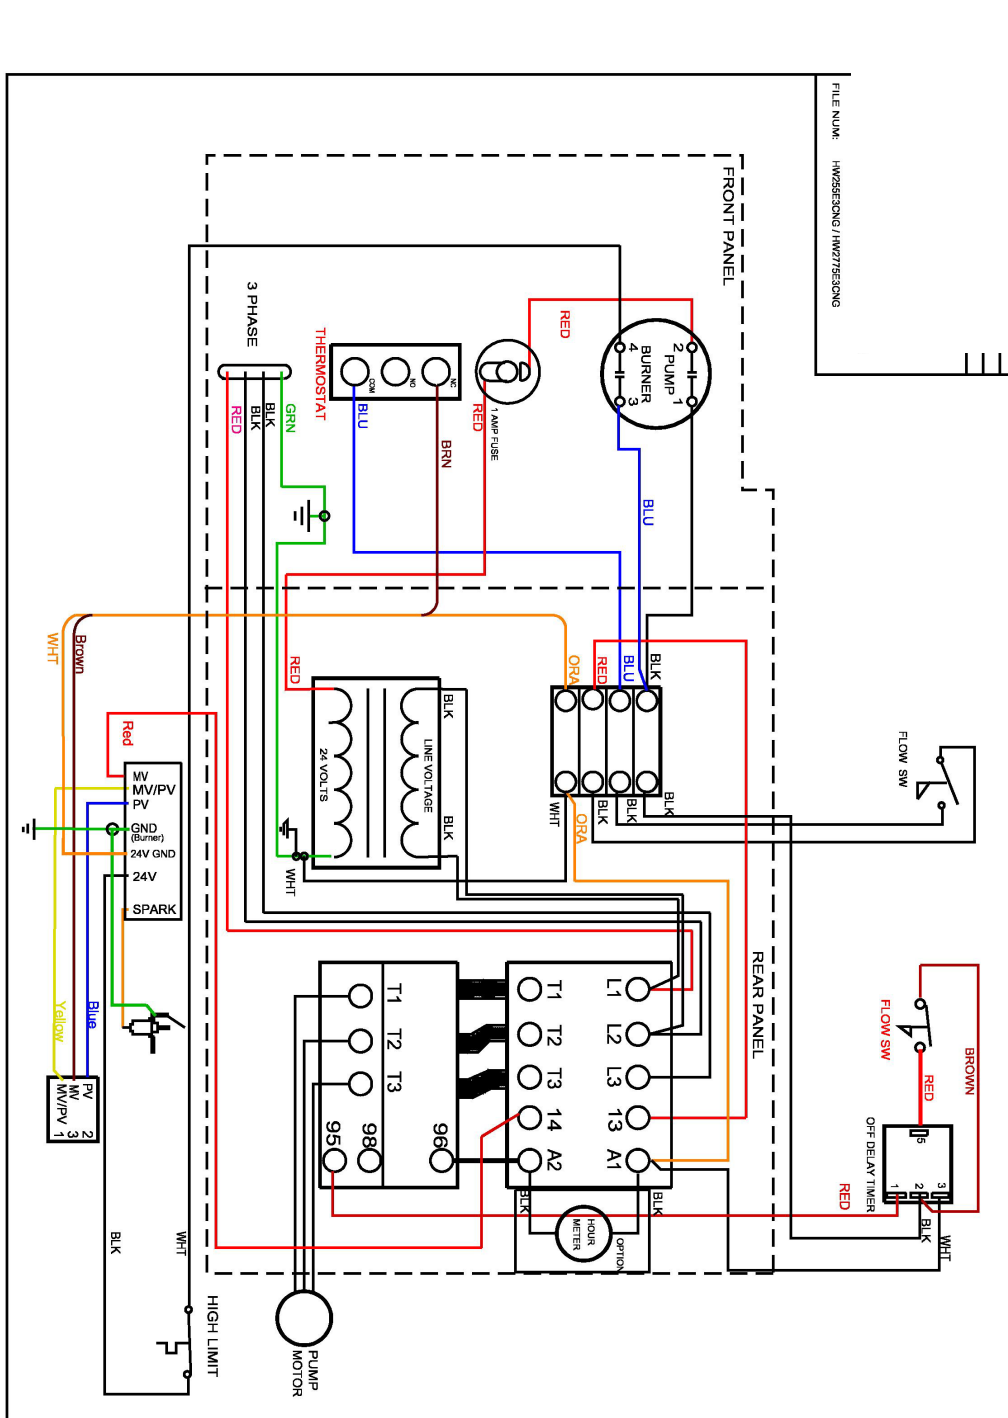 FILE NUM: HW255E3CNG / HW2775E3CNG
FRONT PANEL
3 PHASE
RED
BLK
BLK
GRN
THERMOSTAT
COM
NO
NC
BLU
BRN
RED
RED
1 AMP FUSE
2 PUMP 1
4 BURNER 3
BLU
WHT
Brown
RED
BLK
LINE VOLTAGE
24 VOLTS
BLK
WHT
ORA
RED
BLU
BLK
WHT
ORA
BLK
BLK
BLK
FLOW SW
Red
MV
MV/PV
PV
GND
(Burner)
24V GND
24V
SPARK
Yellow
Blue
PV 2
MV 3
MV/PV 1
REAR PANEL
T1
T2
T3
95
98
96
T1
T2
T3
14
A2
L1
L2
L3
13
A1
BLK
BLK
HOUR METER
OPTION
FLOW SW
RED
BROWN
OFF DELAY TIMER
5
1
2
3
RED
BLK
WHT
BLK
WHT
HIGH LIMIT
PUMP MOTOR